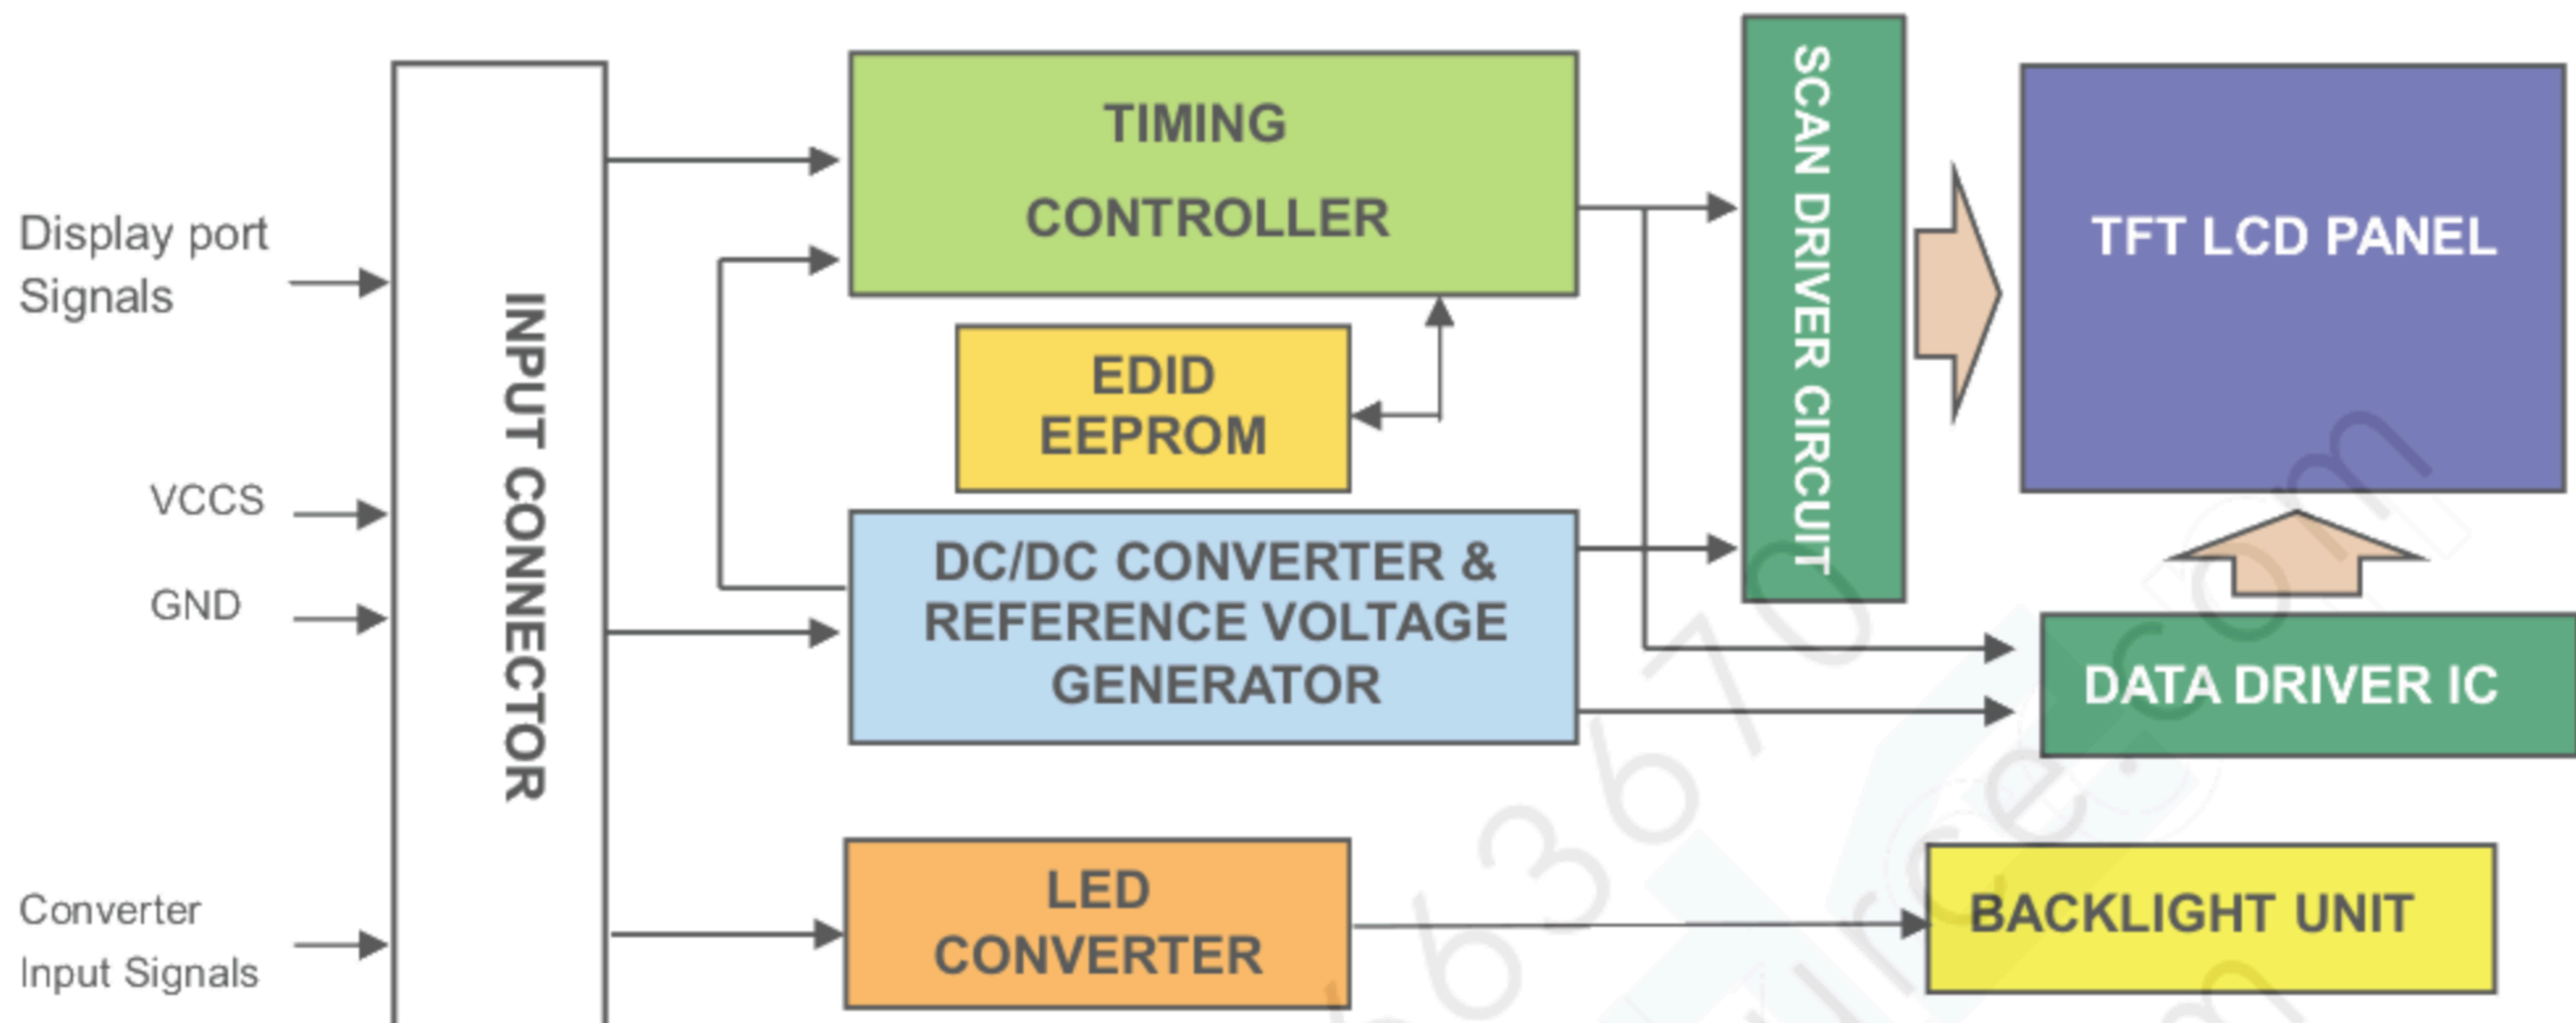 Display port
Signals
VCCS
GND
Converter
Input Signals
INPUT CONNECTOR
TIMING
CONTROLLER
EDID
EEPROM
DC/DC CONVERTER &
REFERENCE VOLTAGE
GENERATOR
LED
CONVERTER
SCAN DRIVER CIRCUIT
TFT LCD PANEL
DATA DRIVER IC
BACKLIGHT UNIT